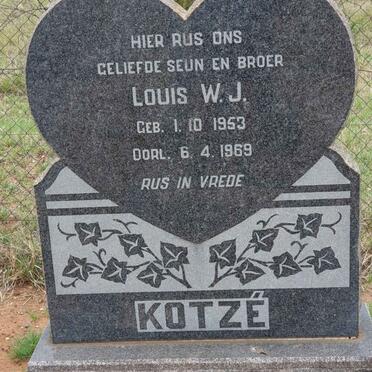 HIER RUS ONS
GELIEFDE SEUN EN BROER
LOUIS W.J.
GEB. 1.10.1953
OORL. 6.4.1969
RUS IN VREDE
KOTZÉ